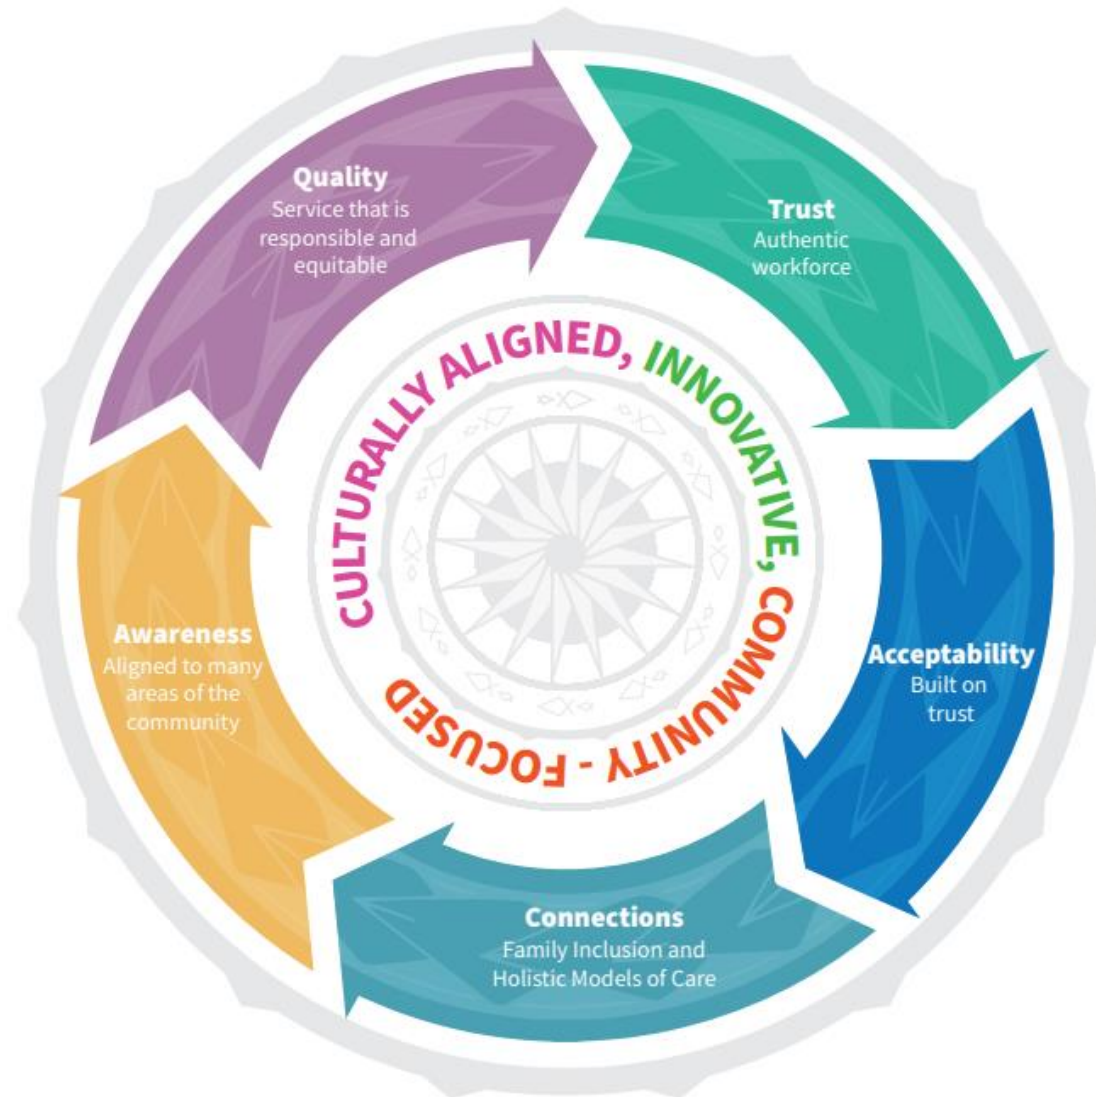 Quality
Service that is
responsible and
equitable
Trust
Authentic
workforce
Acceptability
Built on
trust
Connections
Family Inclusion and
Holistic Models of Care
Awareness
Aligned to many
areas of the
community
CULTURALLY ALIGNED, INNOVATIVE, COMMUNITY - FOCUSED